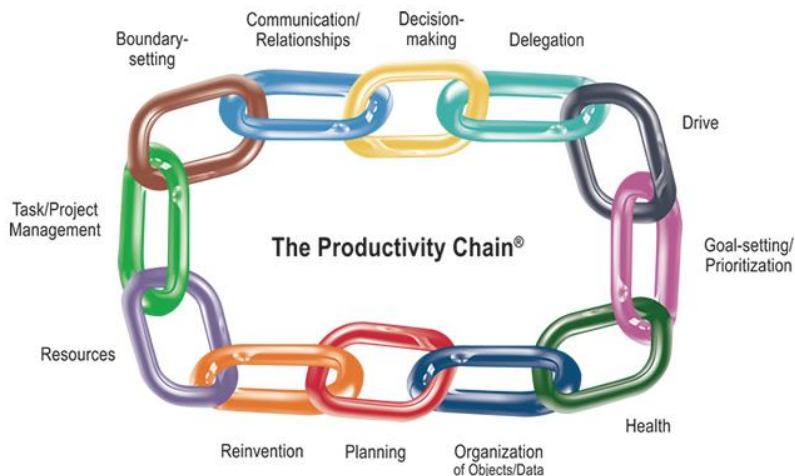 Communication/
Relationships
Decision-
making
Delegation
Boundary-
setting
Drive
Task/Project
Management
The Productivity Chain®
Goal-setting/
Prioritization
Resources
Health
Reinvention
Planning
Organization
of Objects/Data